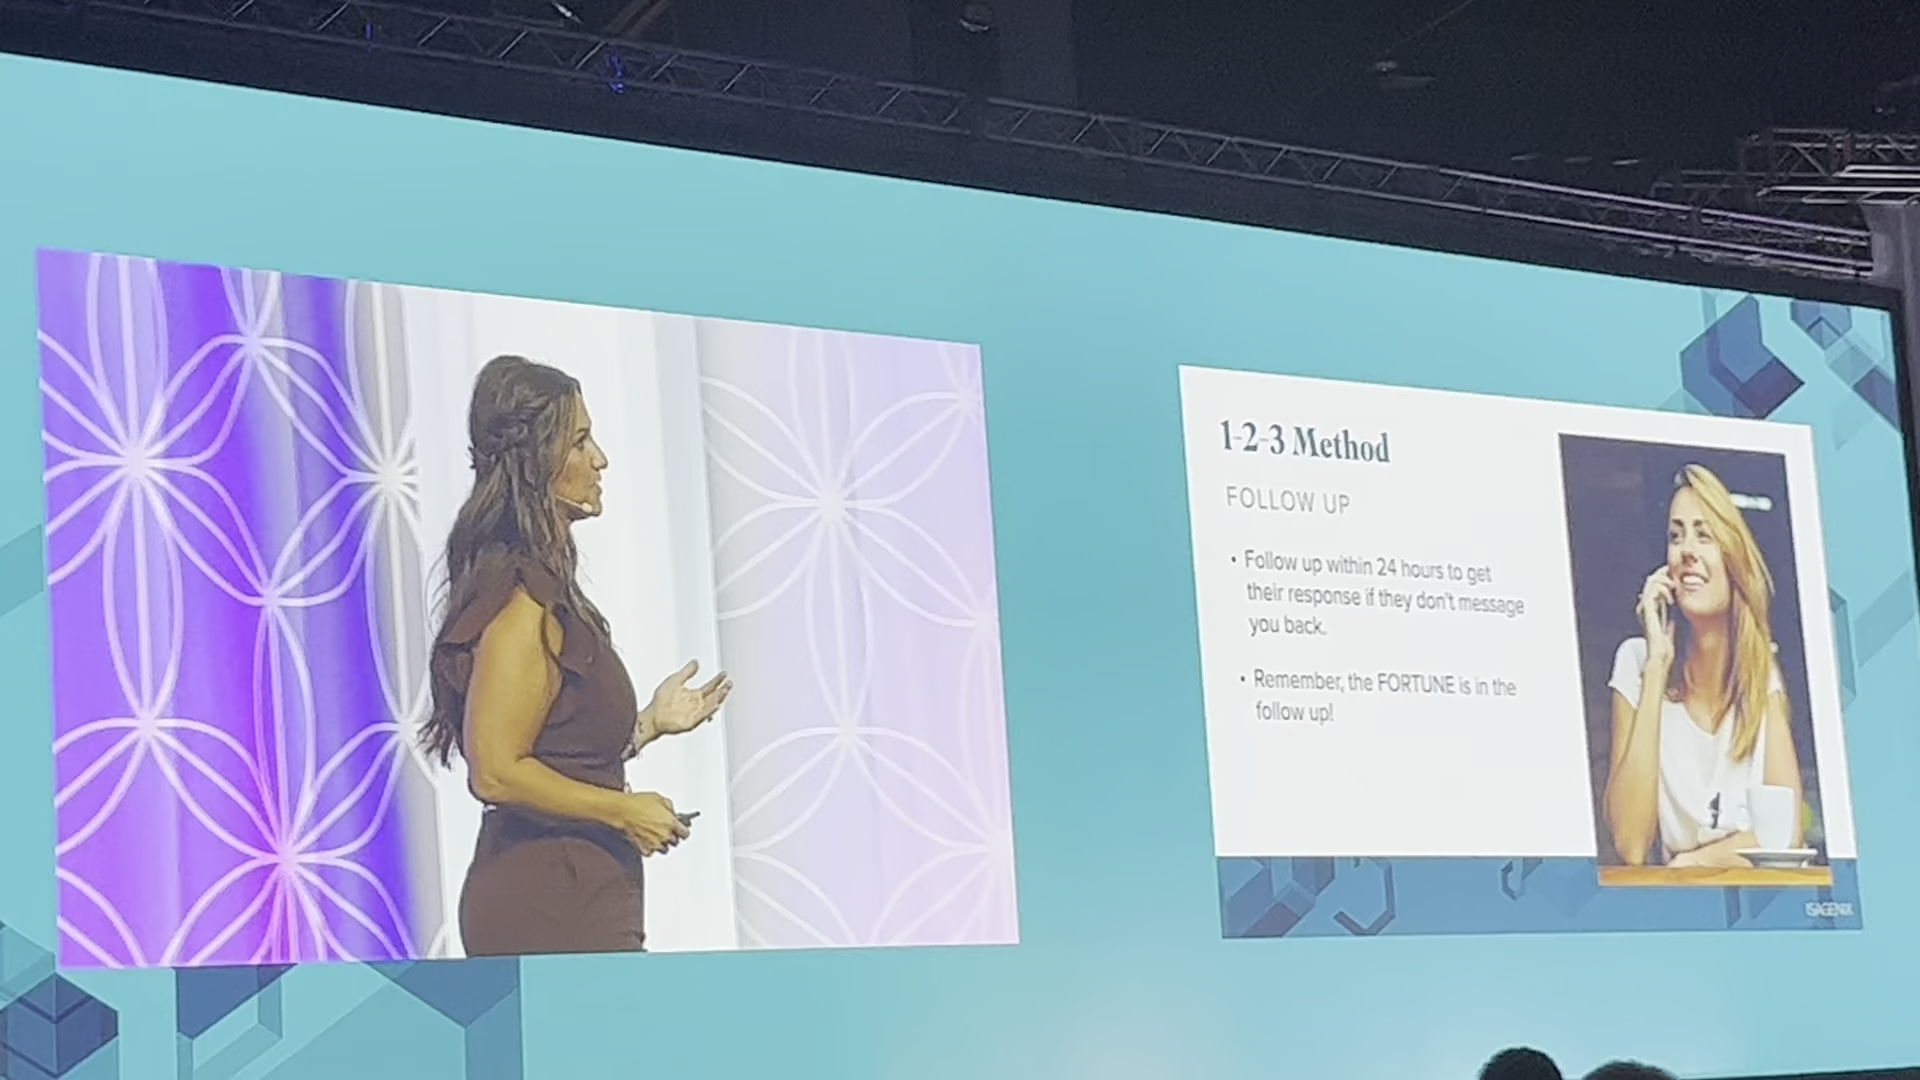 1-2-3 Method
FOLLOW UP
• Follow up within 24 hours to get
their response if they don't message
you back.
• Remember, the FORTUNE is in the
follow up!
ISAGENIX